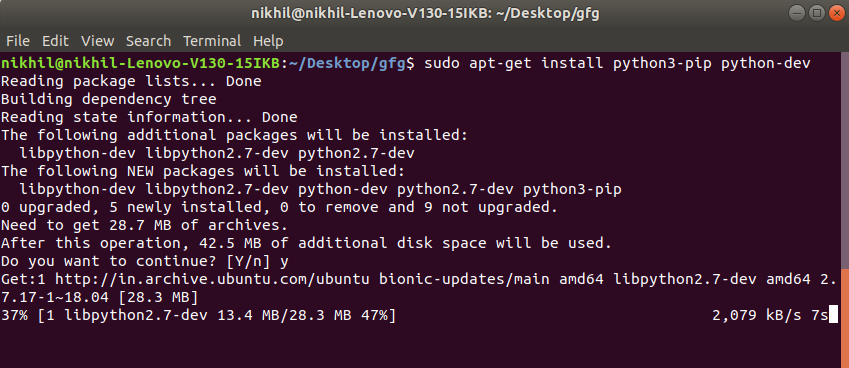 nikhil@nikhil-Lenovo-V130-15IKB: ~/Desktop/gfg
File Edit View Search Terminal Help
nikhil@nikhil-Lenovo-V130-15IKB:~/Desktop/gfg$ sudo apt-get install python3-pip python-dev
Reading package lists... Done
Building dependency tree
Reading state information... Done
The following additional packages will be installed:
  libpython-dev libpython2.7-dev python2.7-dev
The following NEW packages will be installed:
  libpython-dev libpython2.7-dev python-dev python2.7-dev python3-pip
0 upgraded, 5 newly installed, 0 to remove and 9 not upgraded.
Need to get 28.7 MB of archives.
After this operation, 42.5 MB of additional disk space will be used.
Do you want to continue? [Y/n] y
Get:1 http://in.archive.ubuntu.com/ubuntu bionic-updates/main amd64 libpython2.7-dev amd64 2.
7.17-1~18.04 [28.3 MB]
37% [1 libpython2.7-dev 13.4 MB/28.3 MB 47%] 2,079 kB/s 7s